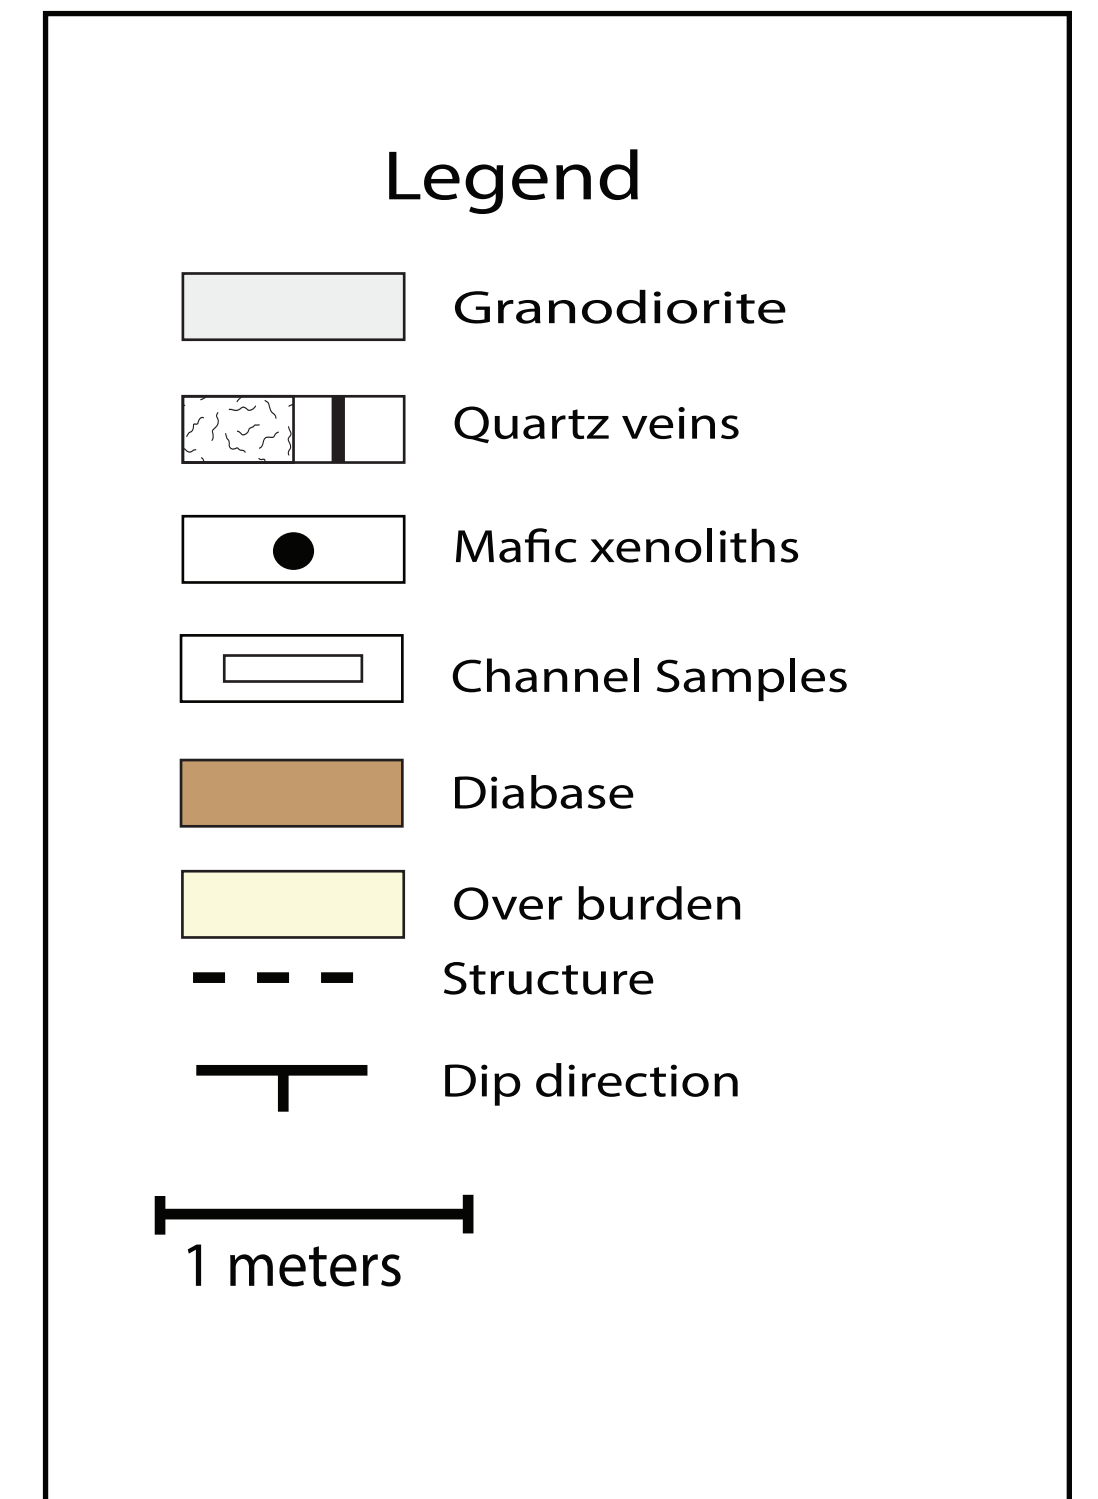 Legend
Granodiorite
Quartz veins
Mafic xenoliths
Channel Samples
Diabase
Over burden
Structure
Dip direction
1 meters